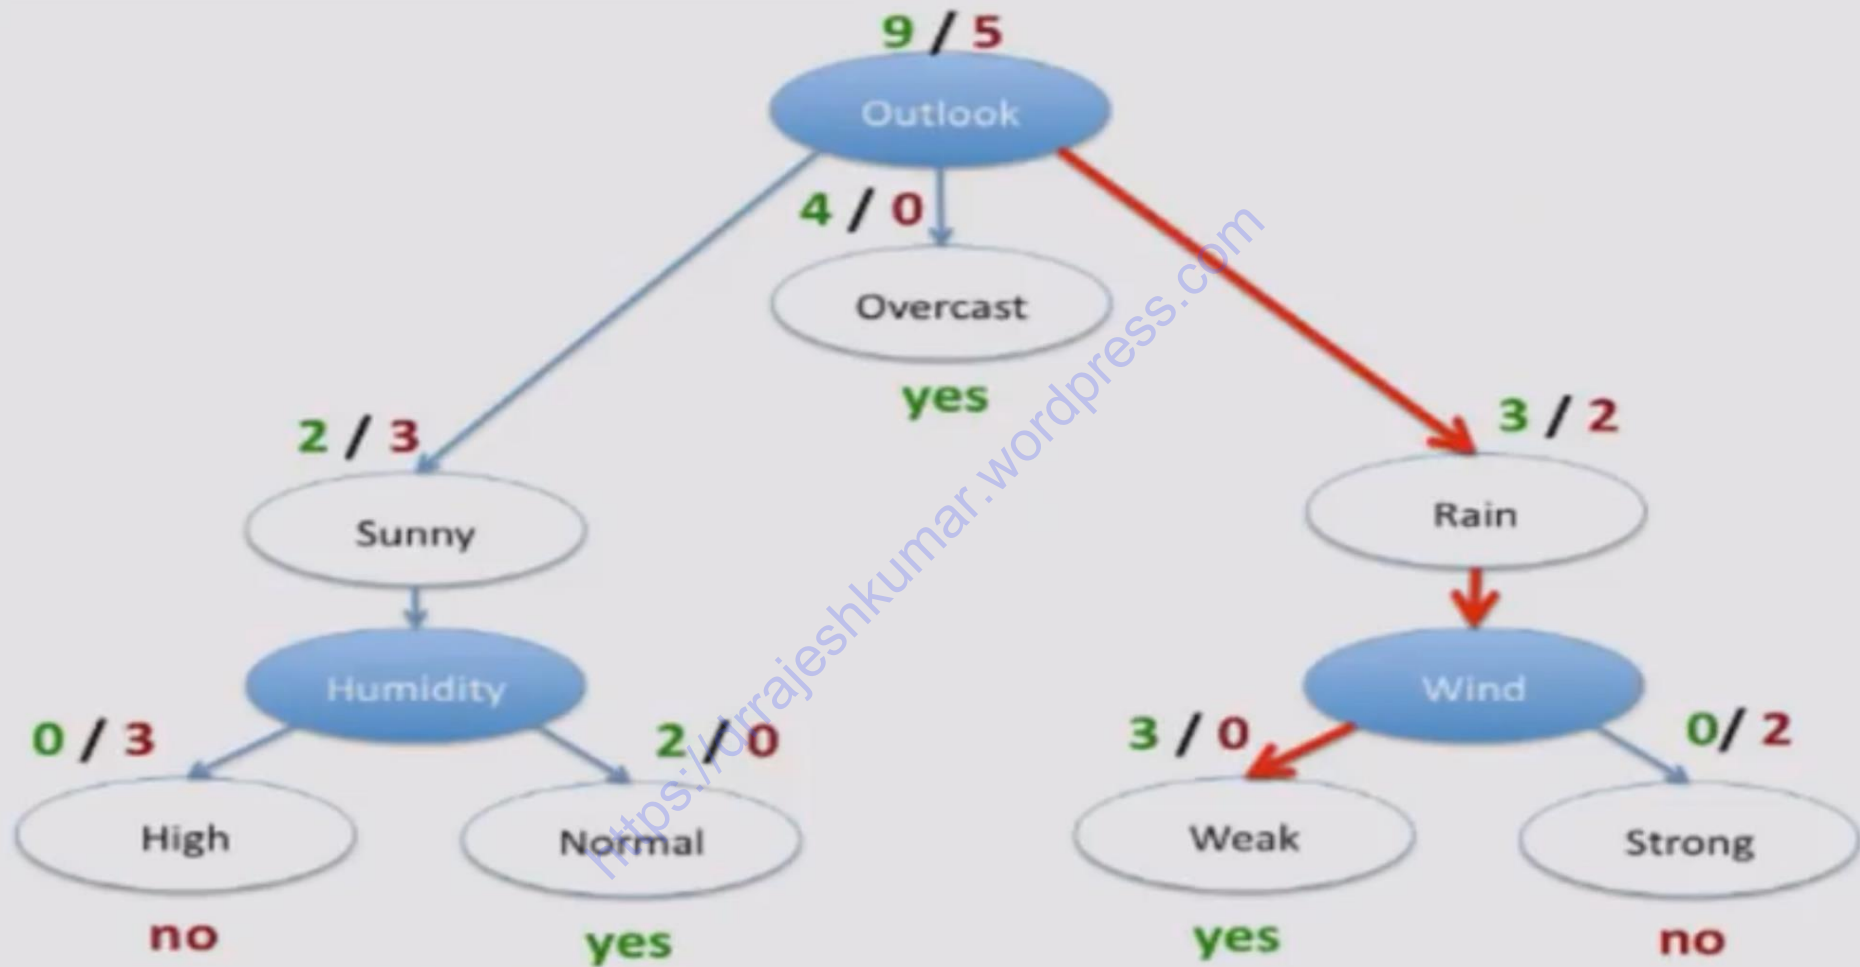 9 / 5
Outlook
4 / 0
Overcast
yes
2 / 3
Sunny
3 / 2
Rain
Humidity
Wind
0 / 3
2 / 0
3 / 0
0/ 2
High
Normal
Weak
Strong
no
yes
yes
no
https://drrajeshkumar.wordpress.com